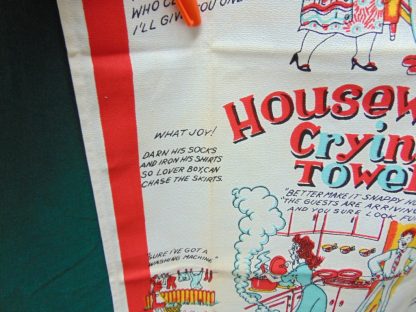 WHO
I'LL GIVE YOU ONE
HOUSEW
CRYIN
TOWE
WHAT JOY!
DARN HIS SOCKS
AND IRON HIS SHIRTS
SO LOVER BOY CAN
CHASE THE SKIRTS.
"BETTER MAKE IT SNAPPY
"THE GUESTS ARE ARRIVIN
AND YOU SURE LOOK
"SURE I'VE GOT A
WASHING MACHINE"